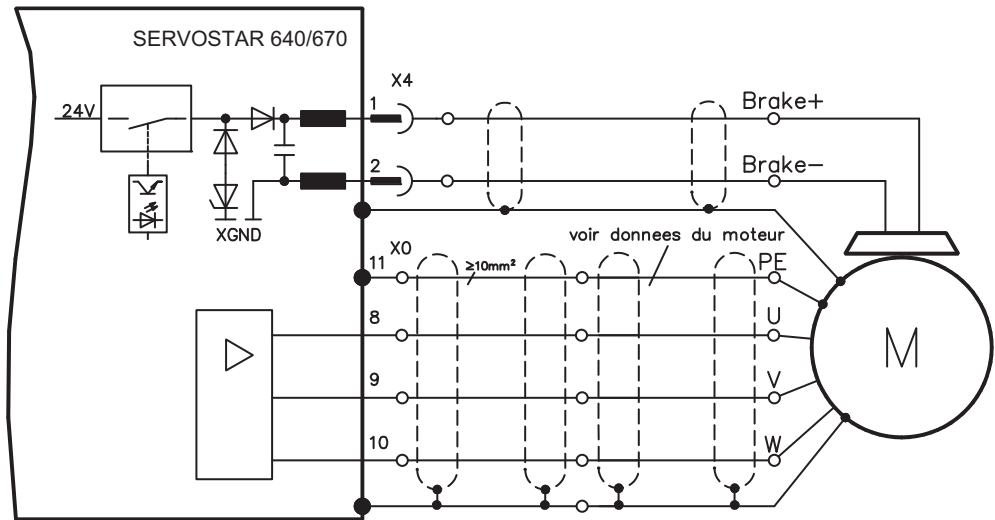 SERVOSTAR 640/670
X4
24V
1
Brake+
2
Brake-
XGND
voir donnees du moteur
X0
11
≥10mm²
PE
8
U
9
V
10
W
M